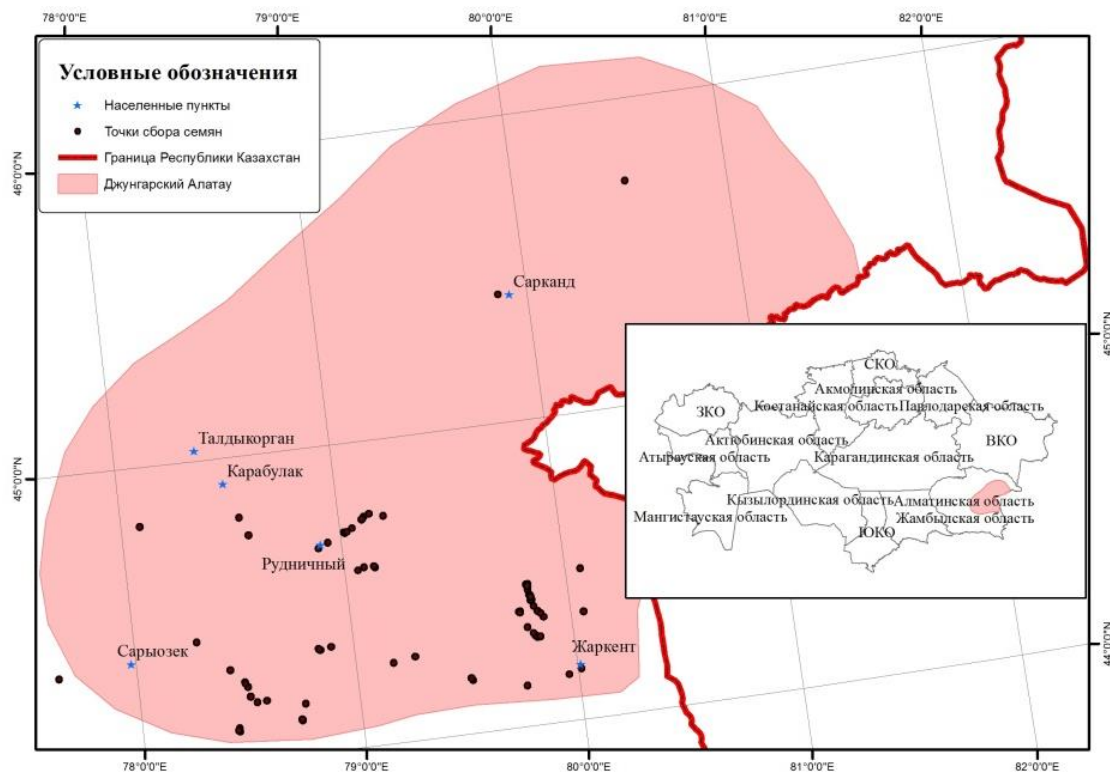 78°0'0"E
79°0'0"E
80°0'0"E
81°0'0"E
82°0'0"E
Условные обозначения
Населенные пункты
Точки сбора семян
Граница Республики Казахстан
Джунгарский Алатау
46°0'0"N
45°0'0"N
45°0'0"N
44°0'0"N
Сарканд
Талдыкорган
Карабулак
Рудничный
Сарыозек
Жаркент
СКО
Акмолинская область
ЗКО
Костанайская область
Павлодарская область
Актюбинская область
ВКО
Атырауская область
Карагандинская область
Кызылординская область
Алматинская область
Мангистауская область
Жамбылская область
ЮКО
78°0'0"E
79°0'0"E
80°0'0"E
81°0'0"E
82°0'0"E